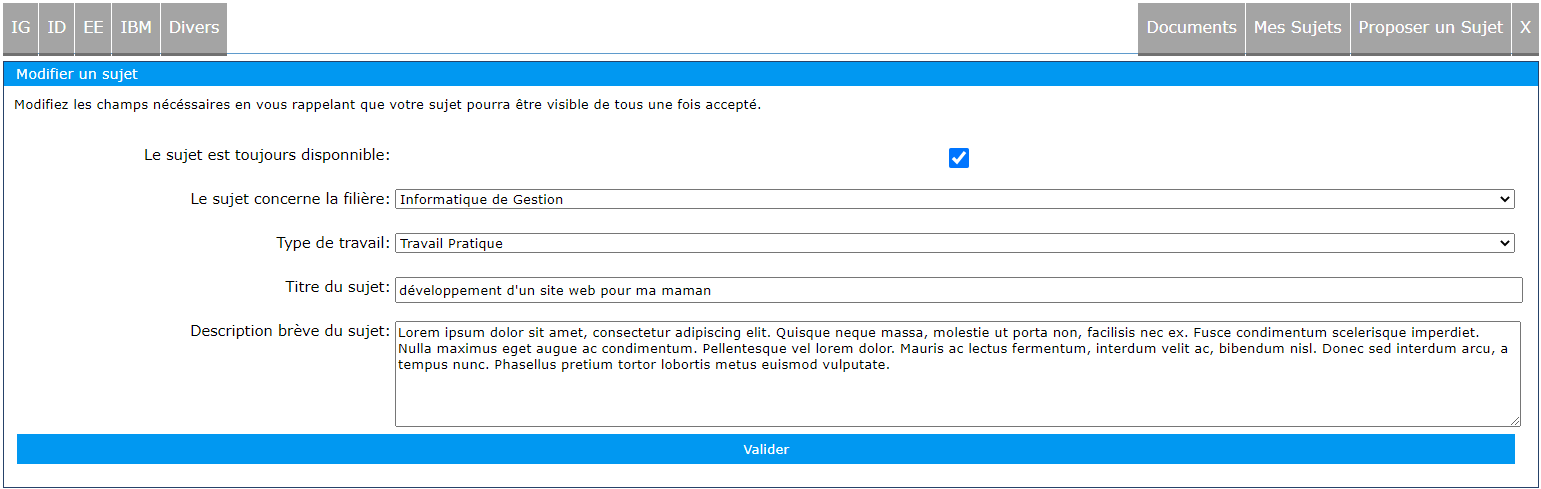 IG ID EE IBM Divers Documents Mes Sujets Proposer un Sujet X
Modifier un sujet
Modifiez les champs nécéssaires en vous rappelant que votre sujet pourra être visible de tous une fois accepté.
Le sujet est toujours disponnible:
Le sujet concerne la filière: Informatique de Gestion
Type de travail: Travail Pratique
Titre du sujet: développement d'un site web pour ma maman
Description brève du sujet: Lorem ipsum dolor sit amet, consectetur adipiscing elit. Quisque neque massa, molestie ut porta non, facilisis nec ex. Fusce condimentum scelerisque imperdiet.
Nulla maximus eget augue ac condimentum. Pellentesque vel lorem dolor. Mauris ac lectus fermentum, interdum velit ac, bibendum nisl. Donec sed interdum arcu, a
tempus nunc. Phasellus pretium tortor lobortis metus euismod vulputate.
Valider